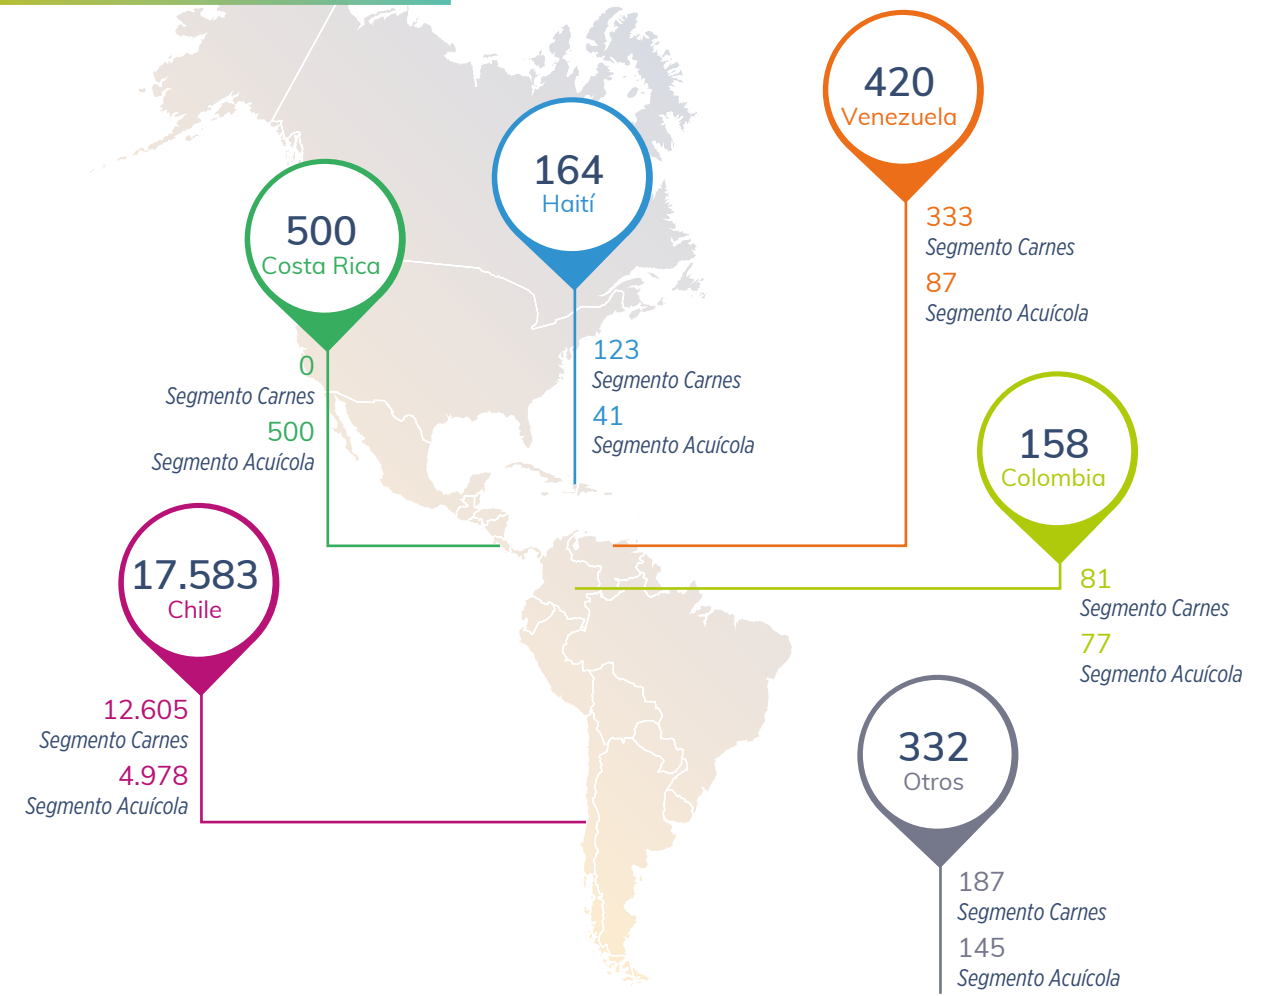 420
Venezuela
333
Segmento Carnes
87
Segmento Acuícola
164
Haití
123
Segmento Carnes
41
Segmento Acuícola
500
Costa Rica
0
Segmento Carnes
500
Segmento Acuícola
158
Colombia
81
Segmento Carnes
77
Segmento Acuícola
17.583
Chile
12.605
Segmento Carnes
4.978
Segmento Acuícola
332
Otros
187
Segmento Carnes
145
Segmento Acuícola